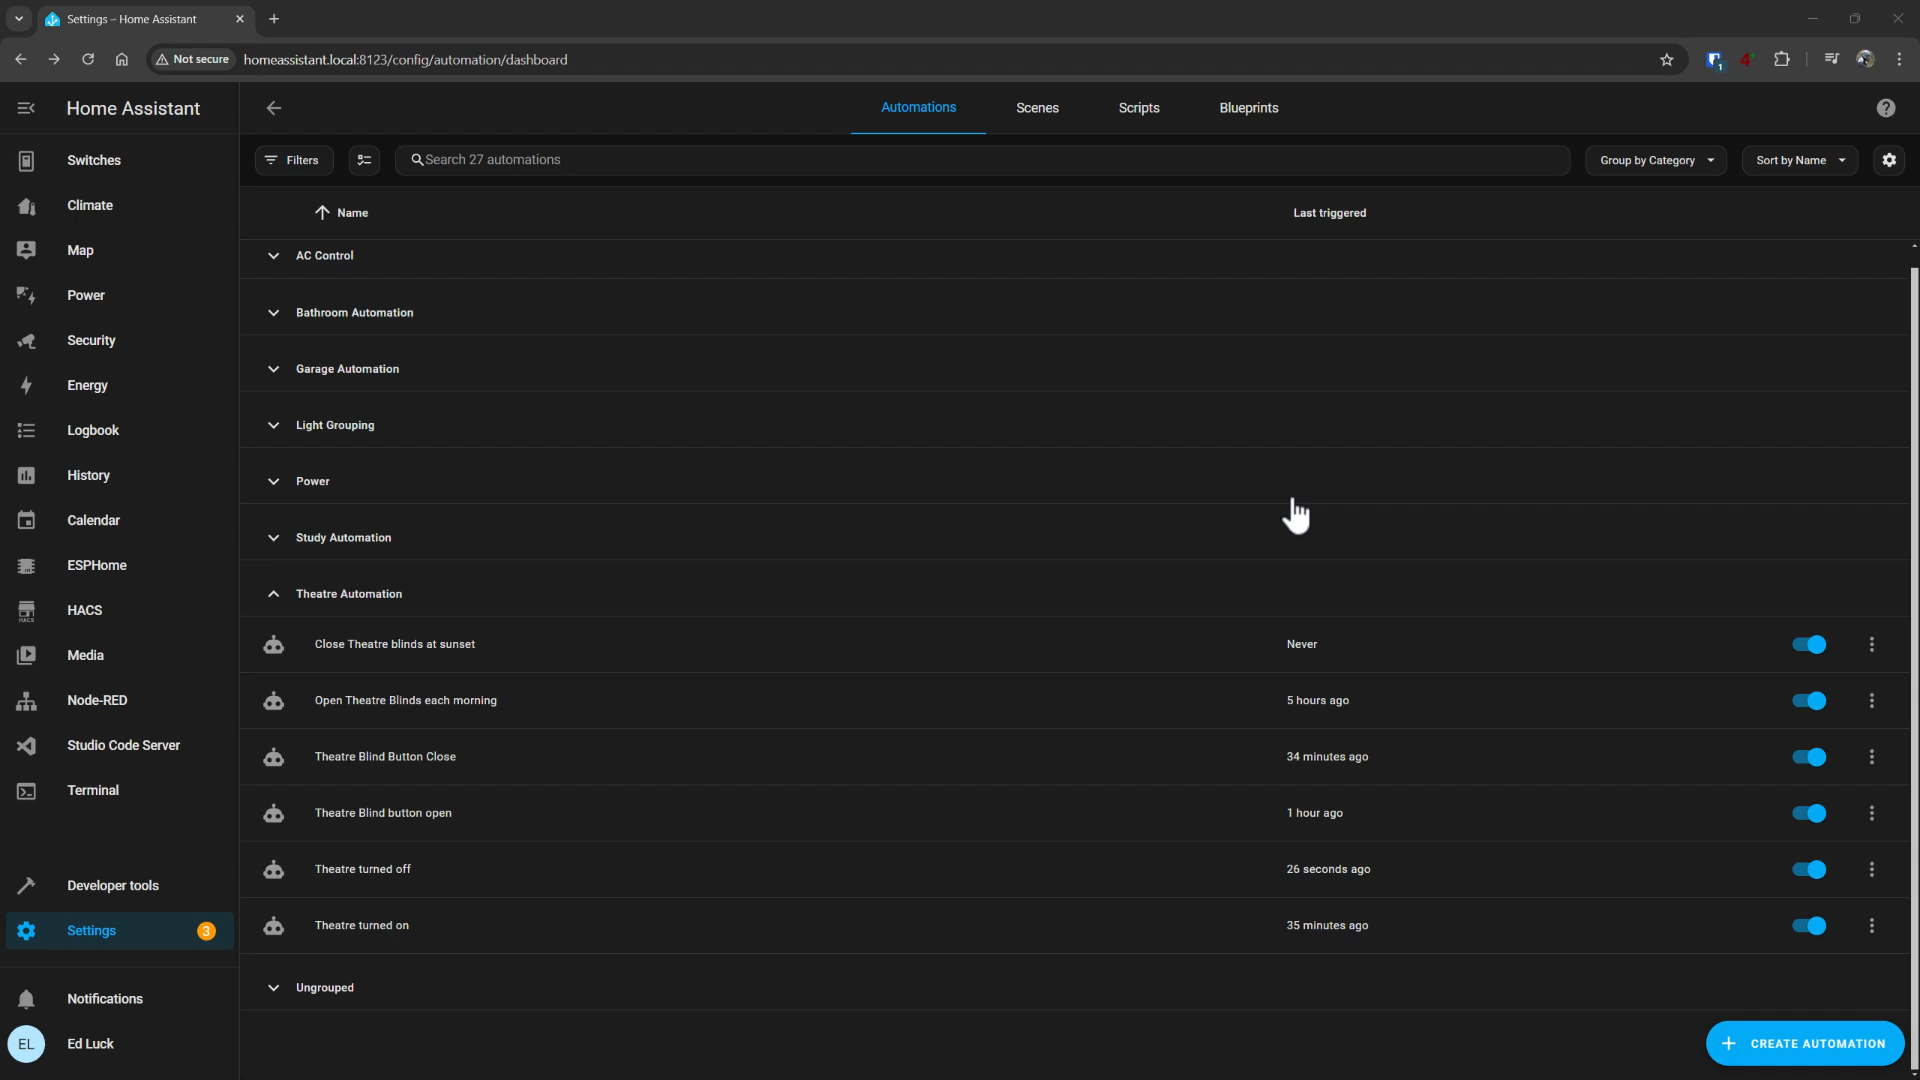 Settings – Home Assistant
Not secure
homeassistant.local:8123/config/automation/dashboard
1
4
Home Assistant
Automations
Scenes
Scripts
Blueprints
Switches
Filters
Search 27 automations
Group by Category
Sort by Name
Climate
Name
Last triggered
Map
AC Control
Power
Bathroom Automation
Security
Garage Automation
Energy
Logbook
Light Grouping
History
Power
Calendar
Study Automation
ESPHome
HACS
HACS
Theatre Automation
Media
Close Theatre blinds at sunset
Never
Node-RED
Open Theatre Blinds each morning
5 hours ago
Studio Code Server
Theatre Blind Button Close
34 minutes ago
Terminal
Theatre Blind button open
1 hour ago
Developer tools
Theatre turned off
26 seconds ago
Settings
3
Theatre turned on
35 minutes ago
Notifications
Ungrouped
EL
Ed Luck
CREATE AUTOMATION